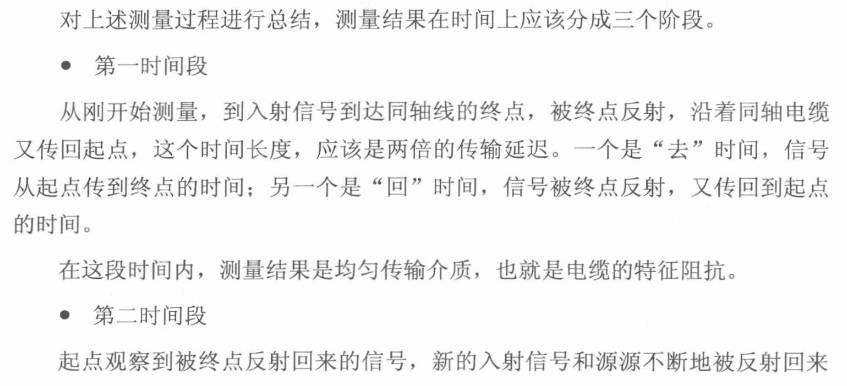 对上述测量过程进行总结，测量结果在时间上应该分成三个阶段。
● 第一时间段
从刚开始测量，到入射信号到达同轴线的终点，被终点反射，沿着同轴电缆
又传回起点，这个时间长度，应该是两倍的传输延迟。一个是“去”时间，信号
从起点传到终点的时间；另一个是“回”时间，信号被终点反射，又传回到起点
的时间。
在这段时间内，测量结果是均匀传输介质，也就是电缆的特征阻抗。
● 第二时间段
起点观察到被终点反射回来的信号，新的入射信号和源源不断地被反射回来